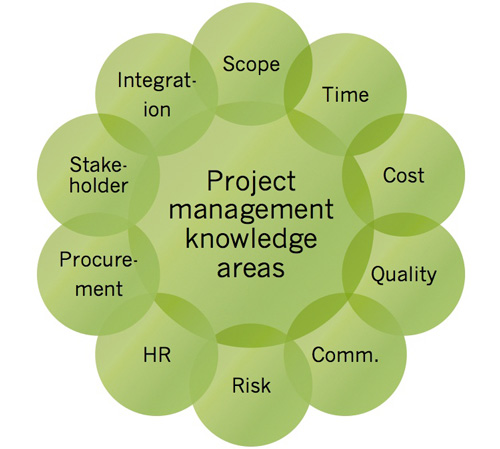 Scope
Time
Cost
Quality
Comm.
Risk
HR
Procure-
ment
Stake-
holder
Integrat-
ion
Project
management
knowledge
areas